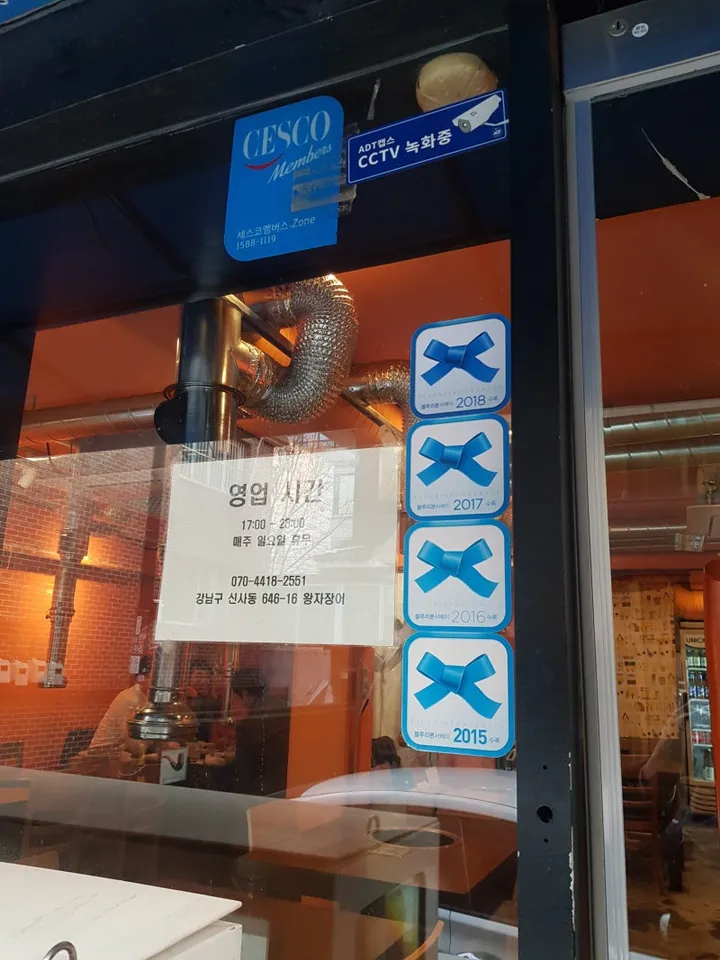 CESCO
Members
세스코멤버스 Zone
1588-1119
ADT캡스
CCTV 녹화중
블루리본서베이 2018 수록
블루리본서베이 2017 수록
영업 시간
17:00 - 23:00
매주 일요일 휴무
070-4418-2551
강남구 신사동 646-16 왕자장어
블루리본서베이 2016 수록
블루리본서베이 2015 수록